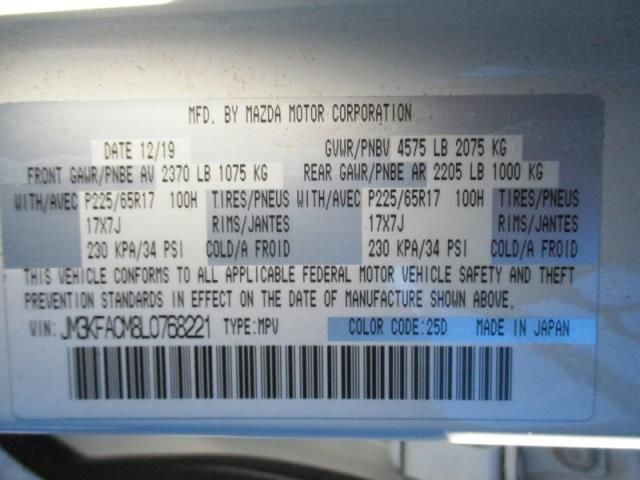 MFD. BY MAZDA MOTOR CORPORATION
DATE 12/19 GVWR/PNBV 4575 LB 2075 KG
FRONT GAWR/PNBE AV 2370 LB 1075 KG REAR GAWR/PNBE AR 2205 LB 1000 KG
WITH/AVEC P225/65R17 100H TIRES/PNEUS WITH/AVEC P225/65R17 100H TIRES/PNEUS
17X7J RIMS/JANTES 17X7J RIMS/JANTES
230 KPA/34 PSI COLD/A FROID 230 KPA/34 PSI COLD/A FROID
THIS VEHICLE CONFORMS TO ALL APPLICABLE FEDERAL MOTOR VEHICLE SAFETY AND THEFT
PREVENTION STANDARDS IN EFFECT ON THE DATE OF MANUFACTURE SHOWN ABOVE.
VIN: JM3KFACM8L0768221 TYPE:MPV COLOR CODE:25D MADE IN JAPAN